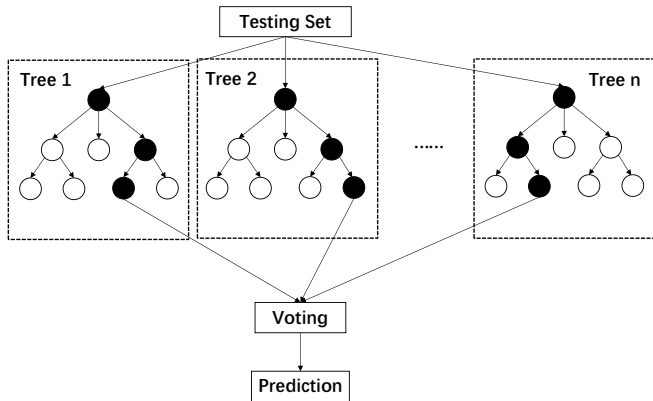 Testing Set
Tree 1
Tree 2
Tree n
......
Voting
Prediction